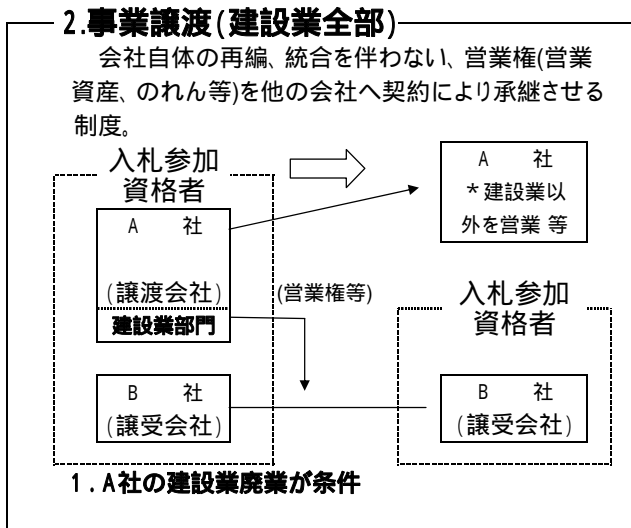 2.事業譲渡(建設業全部)
会社自体の再編、統合を伴わない、営業権(営業
資産、のれん等)を他の会社へ契約により承継させる
制度。
入札参加
資格者
A 社
(譲渡会社)
建設業部門
B 社
(譲受会社)
(営業権等)
A 社
*建設業以
外を営業 等
入札参加
資格者
B 社
(譲受会社)
1.A社の建設業廃業が条件